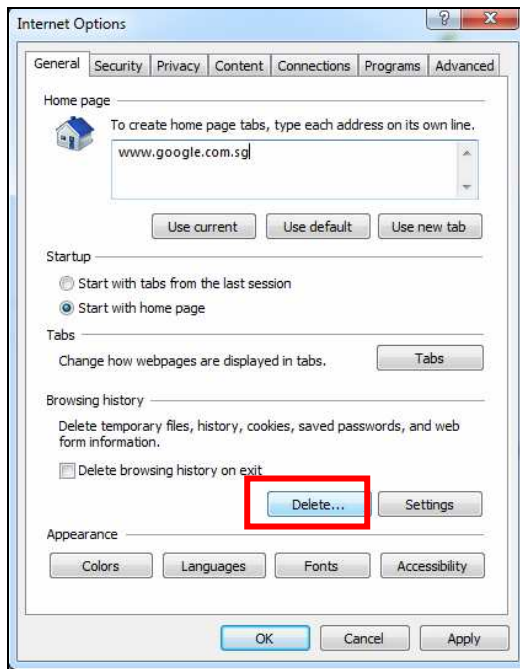 Internet Options
General Security Privacy Content Connections Programs Advanced
Home page
To create home page tabs, type each address on its own line.
www.google.com.sg
Use current Use default Use new tab
Startup
Start with tabs from the last session
Start with home page
Tabs
Change how webpages are displayed in tabs. Tabs
Browsing history
Delete temporary files, history, cookies, saved passwords, and web
form information.
Delete browsing history on exit
Delete... Settings
Appearance
Colors Languages Fonts Accessibility
OK Cancel Apply